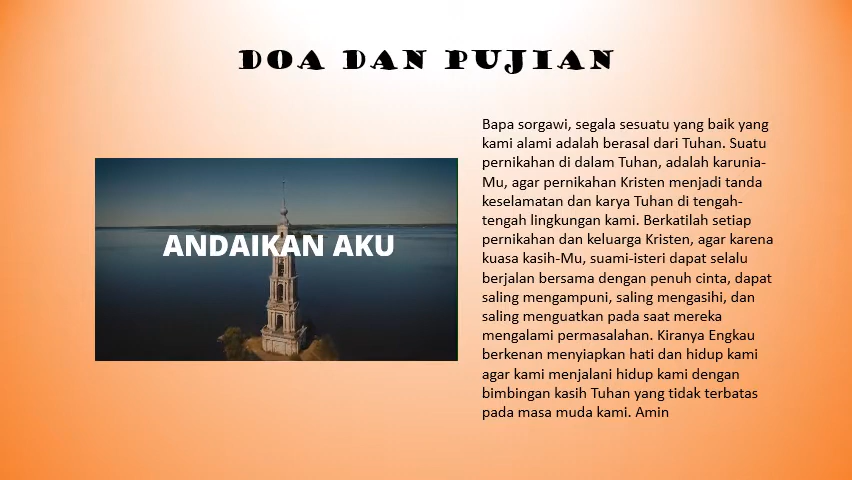 DOA DAN PUJIAN
ANDAIKAN AKU
Bapa sorgawi, segala sesuatu yang baik yang
kami alami adalah berasal dari Tuhan. Suatu
pernikahan di dalam Tuhan, adalah karunia-
Mu, agar pernikahan Kristen menjadi tanda
keselamatan dan karya Tuhan di tengah-
tengah lingkungan kami. Berkatilah setiap
pernikahan dan keluarga Kristen, agar karena
kuasa kasih-Mu, suami-isteri dapat selalu
berjalan bersama dengan penuh cinta, dapat
saling mengampuni, saling mengasihi, dan
saling menguatkan pada saat mereka
mengalami permasalahan. Kiranya Engkau
berkenan menyiapkan hati dan hidup kami
agar kami menjalani hidup kami dengan
bimbingan kasih Tuhan yang tidak terbatas
pada masa muda kami. Amin